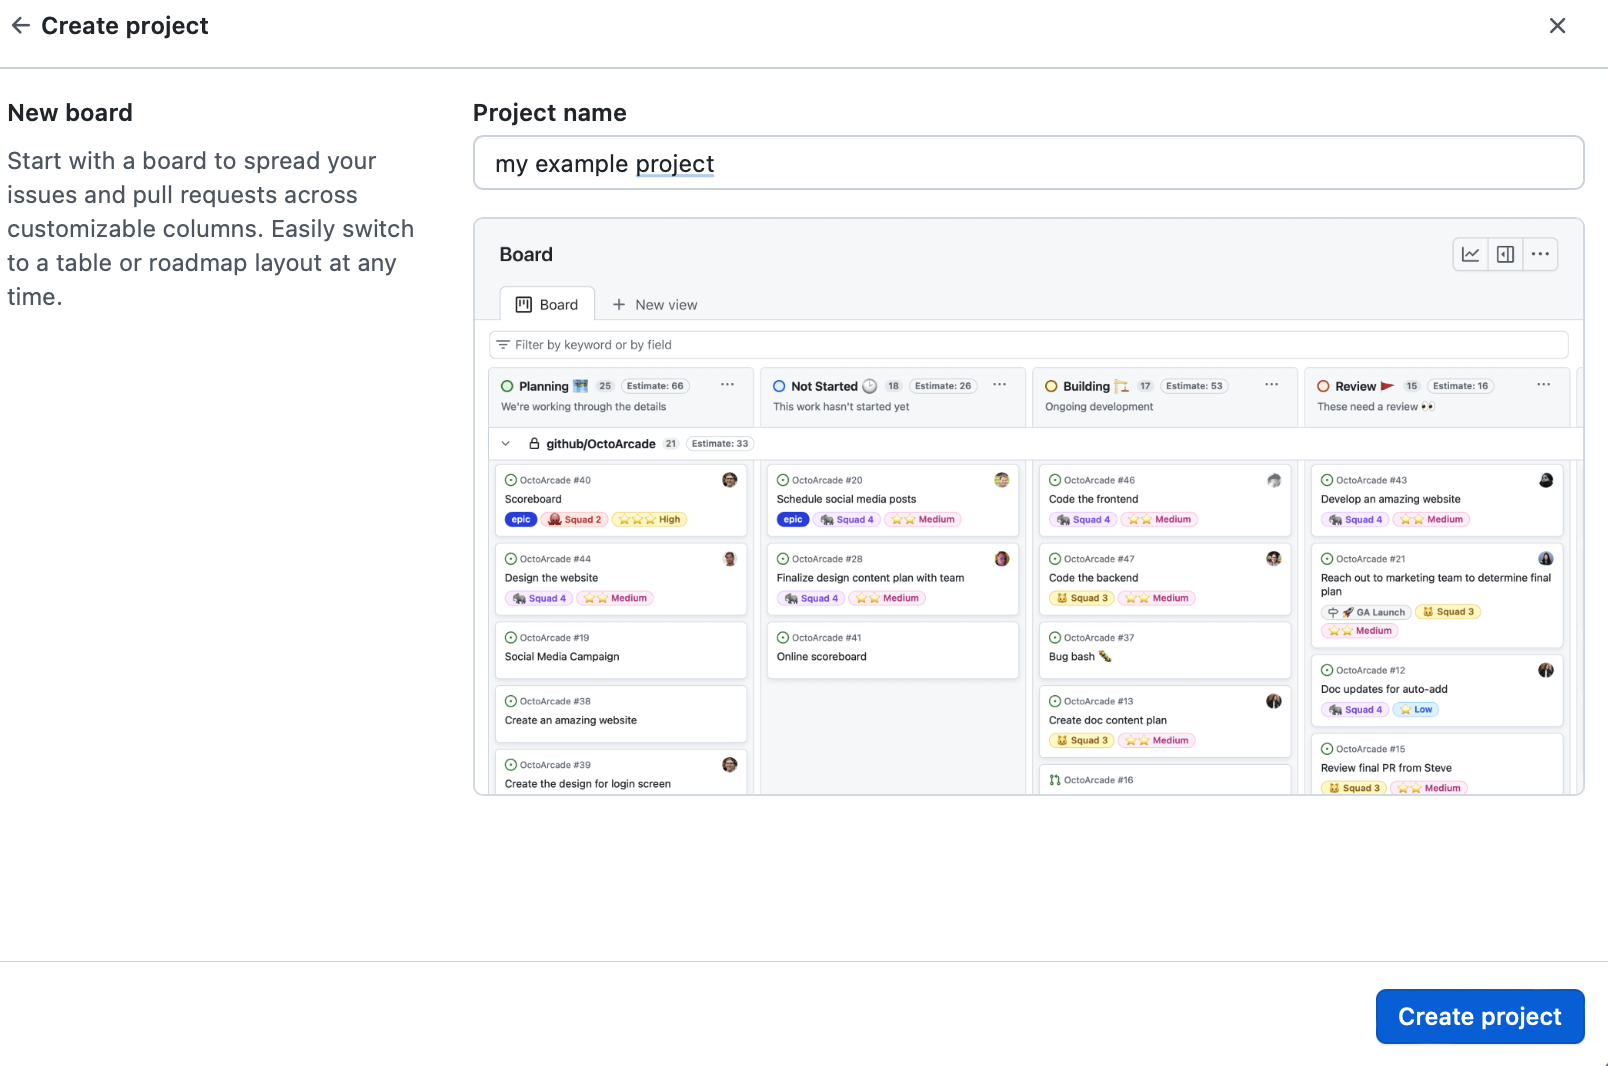 Create project
New board
Start with a board to spread your
issues and pull requests across
customizable columns. Easily switch
to a table or roadmap layout at any
time.
Project name
my example project
Board
Board
New view
Filter by keyword or by field
Planning 25 Estimate: 66
We're working through the details
Not Started 18 Estimate: 26
This work hasn't started yet
Building 17 Estimate: 53
Ongoing development
Review 15 Estimate: 16
These need a review
github/OctoArcade 21 Estimate: 33
OctoArcade #40
Scoreboard
epic Squad 2 High
OctoArcade #44
Design the website
Squad 4 Medium
OctoArcade #19
Social Media Campaign
OctoArcade #38
Create an amazing website
OctoArcade #39
Create the design for login screen
OctoArcade #20
Schedule social media posts
epic Squad 4 Medium
OctoArcade #28
Finalize design content plan with team
Squad 4 Medium
OctoArcade #41
Online scoreboard
OctoArcade #46
Code the frontend
Squad 4 Medium
OctoArcade #47
Code the backend
Squad 3 Medium
OctoArcade #37
Bug bash
OctoArcade #13
Create doc content plan
Squad 3 Medium
OctoArcade #16
OctoArcade #43
Develop an amazing website
Squad 4 Medium
OctoArcade #21
Reach out to marketing team to determine final
plan
GA Launch Squad 3
Medium
OctoArcade #12
Doc updates for auto-add
Squad 4 Low
OctoArcade #15
Review final PR from Steve
Squad 3 Medium
Create project